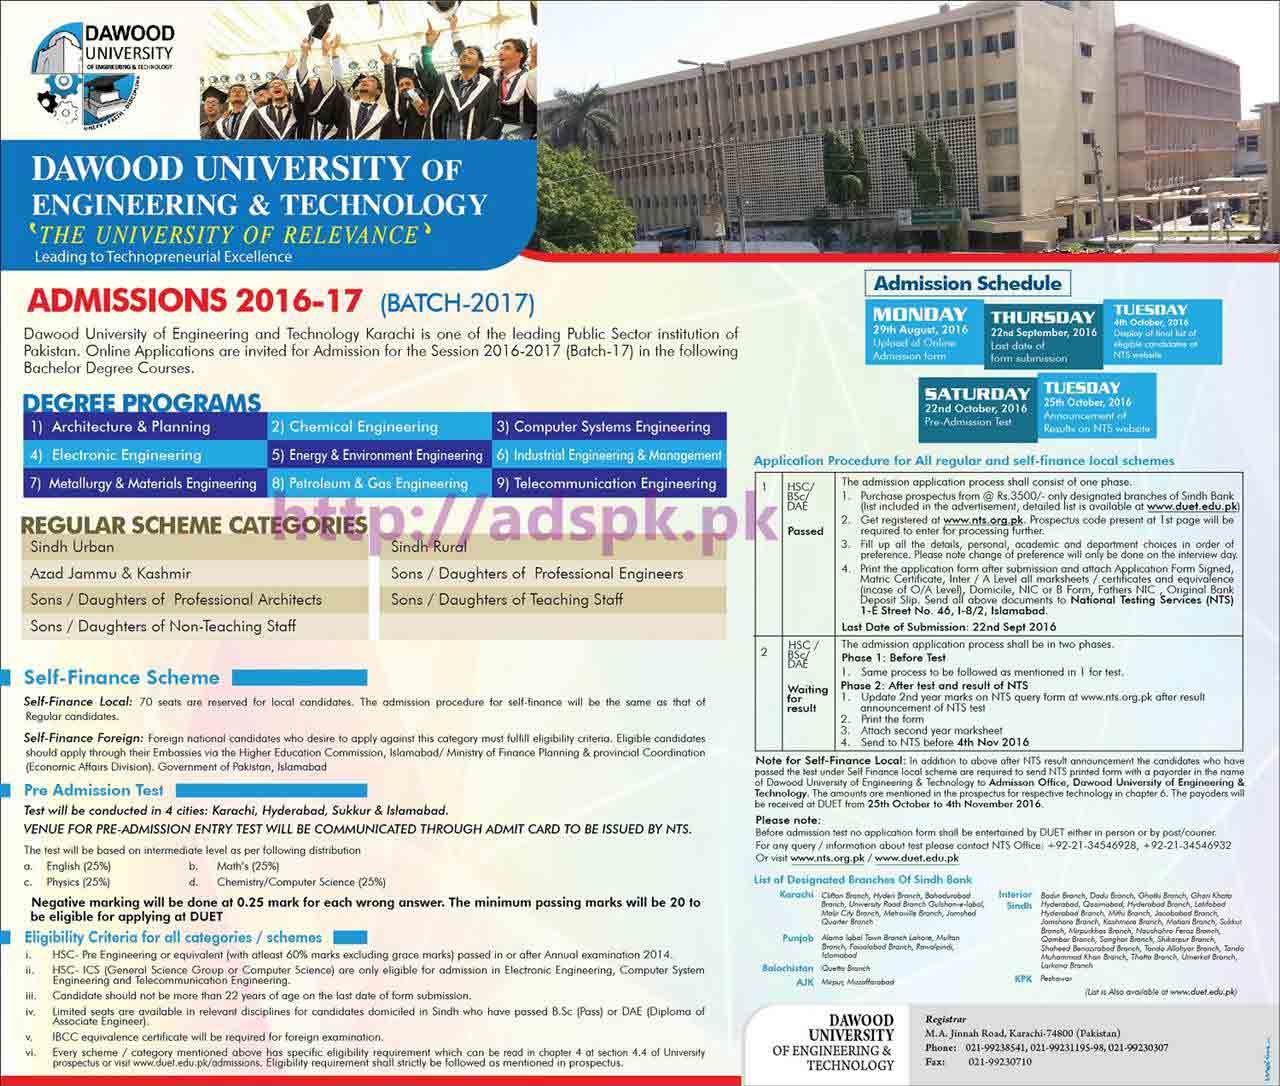 DAWOOD
UNIVERSITY
OF ENGINEERING & TECHNOLOGY
DAWOOD UNIVERSITY OF
ENGINEERING & TECHNOLOGY
‘THE UNIVERSITY OF RELEVANCE’
Leading to Technopreneurial Excellence
ADMISSIONS 2016-17 (BATCH-2017)
Dawood University of Engineering and Technology Karachi is one of the leading Public Sector institution of
Pakistan. Online Applications are invited for Admission for the Session 2016-2017 (Batch-17) in the following
Bachelor Degree Courses.
DEGREE PROGRAMS
1) Architecture & Planning
2) Chemical Engineering
3) Computer Systems Engineering
4) Electronic Engineering
5) Energy & Environment Engineering
6) Industrial Engineering & Management
7) Metallurgy & Materials Engineering
8) Petroleum & Gas Engineering
9) Telecommunication Engineering
http://adspk.pk
REGULAR SCHEME CATEGORIES
Sindh Urban
Sindh Rural
Azad Jammu & Kashmir
Sons / Daughters of Professional Engineers
Sons / Daughters of Professional Architects
Sons / Daughters of Teaching Staff
Sons / Daughters of Non-Teaching Staff
Self-Finance Scheme
Self-Finance Local: 70 seats are reserved for local candidates. The admission procedure for self-finance will be the same as that of
Regular candidates.
Self-Finance Foreign: Foreign national candidates who desire to apply against this category must fulfill eligibility criteria. Eligible candidates
should apply through their Embassies via the Higher Education Commission, Islamabad/ Ministry of Finance Planning & provincial Coordination
(Economic Affairs Division). Government of Pakistan, Islamabad
Pre Admission Test
Test will be conducted in 4 cities: Karachi, Hyderabad, Sukkur & Islamabad.
VENUE FOR PRE-ADMISSION ENTRY TEST WILL BE COMMUNICATED THROUGH ADMIT CARD TO BE ISSUED BY NTS.
The test will be based on intermediate level as per following distribution
a. English (25%) b. Math's (25%)
c. Physics (25%) d. Chemistry/Computer Science (25%)
Negative marking will be done at 0.25 mark for each wrong answer. The minimum passing marks will be 20 to
be eligible for applying at DUET
Eligibility Criteria for all categories / schemes
i. HSC- Pre Engineering or equivalent (with atleast 60% marks excluding grace marks) passed in or after Annual examination 2014.
ii. HSC- ICS (General Science Group or Computer Science) are only eligible for admission in Electronic Engineering, Computer System
Engineering and Telecommunication Engineering.
iii. Candidate should not be more than 22 years of age on the last date of form submission.
iv. Limited seats are available in relevant disciplines for candidates domiciled in Sindh who have passed B.Sc (Pass) or DAE (Diploma of
Associate Engineer).
v. IBCC equivalence certificate will be required for foreign examination.
vi. Every scheme / category mentioned above has specific eligibility requirement which can be read in chapter 4 at section 4.4 of University
prospectus or visit www.duet.edu.pk/admissions. Eligibility requirement shall strictly be followed as mentioned in prospectus.
Admission Schedule
MONDAY
29th August, 2016
Upload of Online
Admission form
THURSDAY
22nd September, 2016
Last date of
form submission
TUESDAY
4th October, 2016
Display of final list of
eligible candidates at
NTS website
SATURDAY
22nd October, 2016
Pre-Admission Test
TUESDAY
25th October, 2016
Announcement of
Results on NTS website
Application Procedure for All regular and self-finance local schemes
1
HSC/
BSc/
DAE
Passed
The admission application process shall consist of one phase.
1. Purchase prospectus from @ Rs.3500/- only designated branches of Sindh Bank
(list included in the advertisement, detailed list is available at www.duet.edu.pk)
2. Get registered at www.nts.org.pk. Prospectus code present at 1st page will be
required to enter for processing further.
3. Fill up all the details, personal, academic and department choices in order of
preference. Please note change of preference will only be done on the interview day.
4. Print the application form after submission and attach Application Form Signed,
Matric Certificate, Inter / A Level all marksheets / certificates and equivalence
(incase of O/A Level), Domicile, NIC or B Form, Fathers NIC , Original Bank
Deposit Slip. Send all above documents to National Testing Services (NTS)
1-E Street No. 46, I-8/2, Islamabad.
Last Date of Submission: 22nd Sept 2016
2
HSC /
BSc/
DAE
Waiting
for
result
The admission application process shall be in two phases.
Phase 1: Before Test
1. Same process to be followed as mentioned in 1 for test.
Phase 2: After test and result of NTS
1. Update 2nd year marks on NTS query form at www.nts.org.pk after result
announcement of NTS test
2. Print the form
3. Attach second year marksheet
4. Send to NTS before 4th Nov 2016
Note for Self-Finance Local: In addition to above after NTS result announcement the candidates who have
passed the test under Self Finance local scheme are required to send NTS printed form with a payorder in the name
of Dawood University of Engineering & Technology to Admisson Office, Dawood University of Engineering &
Technology. The amounts are mentioned in the prospectus for respective technology in chapter 6. The payoders will
be received at DUET from 25th October to 4th November 2016.
Please note:
Before admission test no application form shall be entertained by DUET either in person or by post/courier.
For any query / information about test please contact NTS Office: +92-21-34546928, +92-21-34546932
Or visit www.nts.org.pk / www.duet.edu.pk
List of Designated Branches Of Sindh Bank
Karachi Clifton Branch, Hyderi Branch, Bahadurabad
Branch, University Road Branch Gulshan-e-Iqbal,
Malir City Branch, Mehmoodabad Branch, Jamshed
Quarter Branch
Punjab Alama Iqbal Town Branch Lahore, Multan
Branch, Faisalabad Branch, Rawalpindi,
Islamabad
Balochistan Quetta Branch
AJK Mirpur, Muzaffarabad
Interior
Sindh
Badin Branch, Dadu Branch, Ghotki Branch, Ghari Khata
Hyderabad, Qasimabad, Hyderabad Branch, Latifabad
Hyderabad Branch, Mithi Branch, Jacobabad Branch,
Jamshoro Branch, Kashmore Branch, Matiari Branch, Sukkur
Branch, Mirpurkhas Branch, Naushahro Feroz Branch,
Qambar Branch, Sanghar Branch, Shikarpur Branch,
Shaheed Benazirabad Branch, Tando Allahyar Branch, Tando
Muhammad Khan Branch, Thatta Branch, Umerkot Branch,
Larkana Branch
KPK Peshawar
(List is Also available at www.duet.edu.pk)
DAWOOD
UNIVERSITY
OF ENGINEERING &
TECHNOLOGY
Registrar
M.A. Jinnah Road, Karachi-74800 (Pakistan)
Phone: 021-99238541, 021-99231195-98, 021-99230307
Fax: 021-99230710